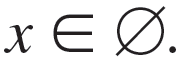 x ∈ ∅.